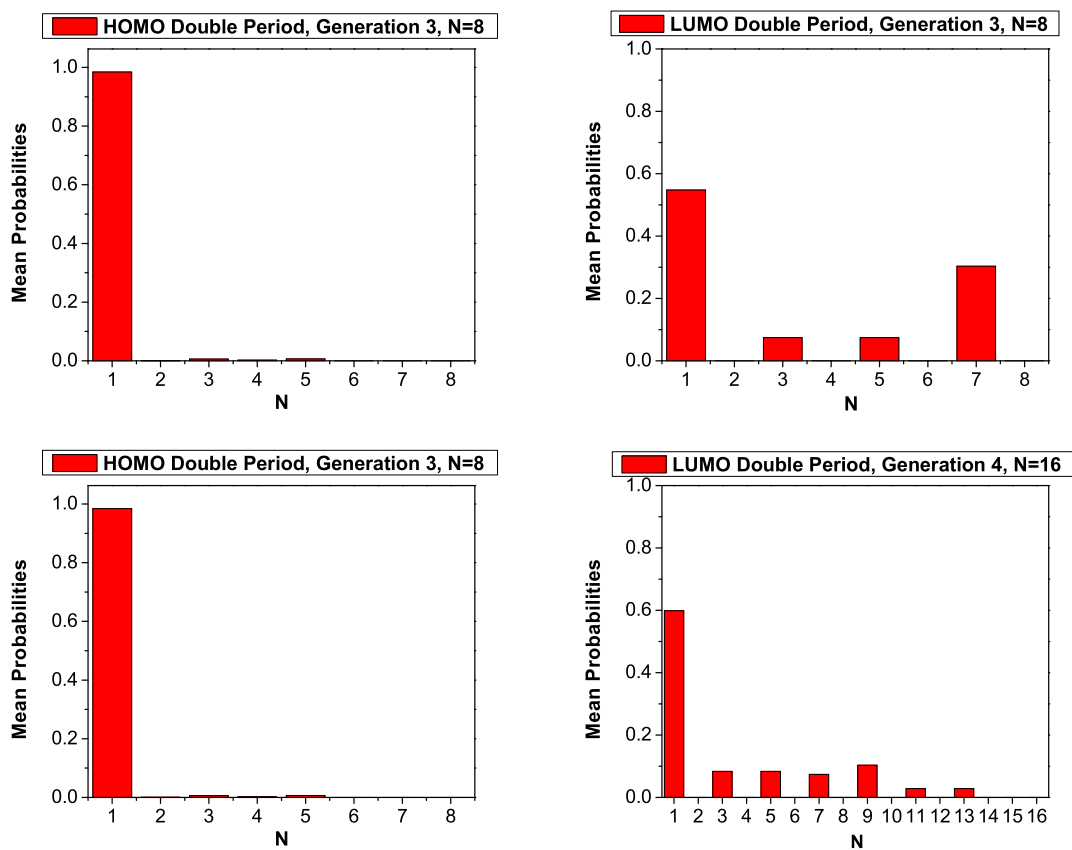 HOMO Double Period, Generation 3, N=8
1.0
0.8
0.6
0.4
0.2
0.0
Mean Probabilities
1 2 3 4 5 6 7 8
N
LUMO Double Period, Generation 3, N=8
1.0
0.8
0.6
0.4
0.2
0.0
Mean Probabilities
1 2 3 4 5 6 7 8
N
HOMO Double Period, Generation 3, N=8
1.0
0.8
0.6
0.4
0.2
0.0
Mean Probabilities
1 2 3 4 5 6 7 8
N
LUMO Double Period, Generation 4, N=16
1.0
0.8
0.6
0.4
0.2
0.0
Mean Probabilities
1 2 3 4 5 6 7 8 9 10 11 12 13 14 15 16
N